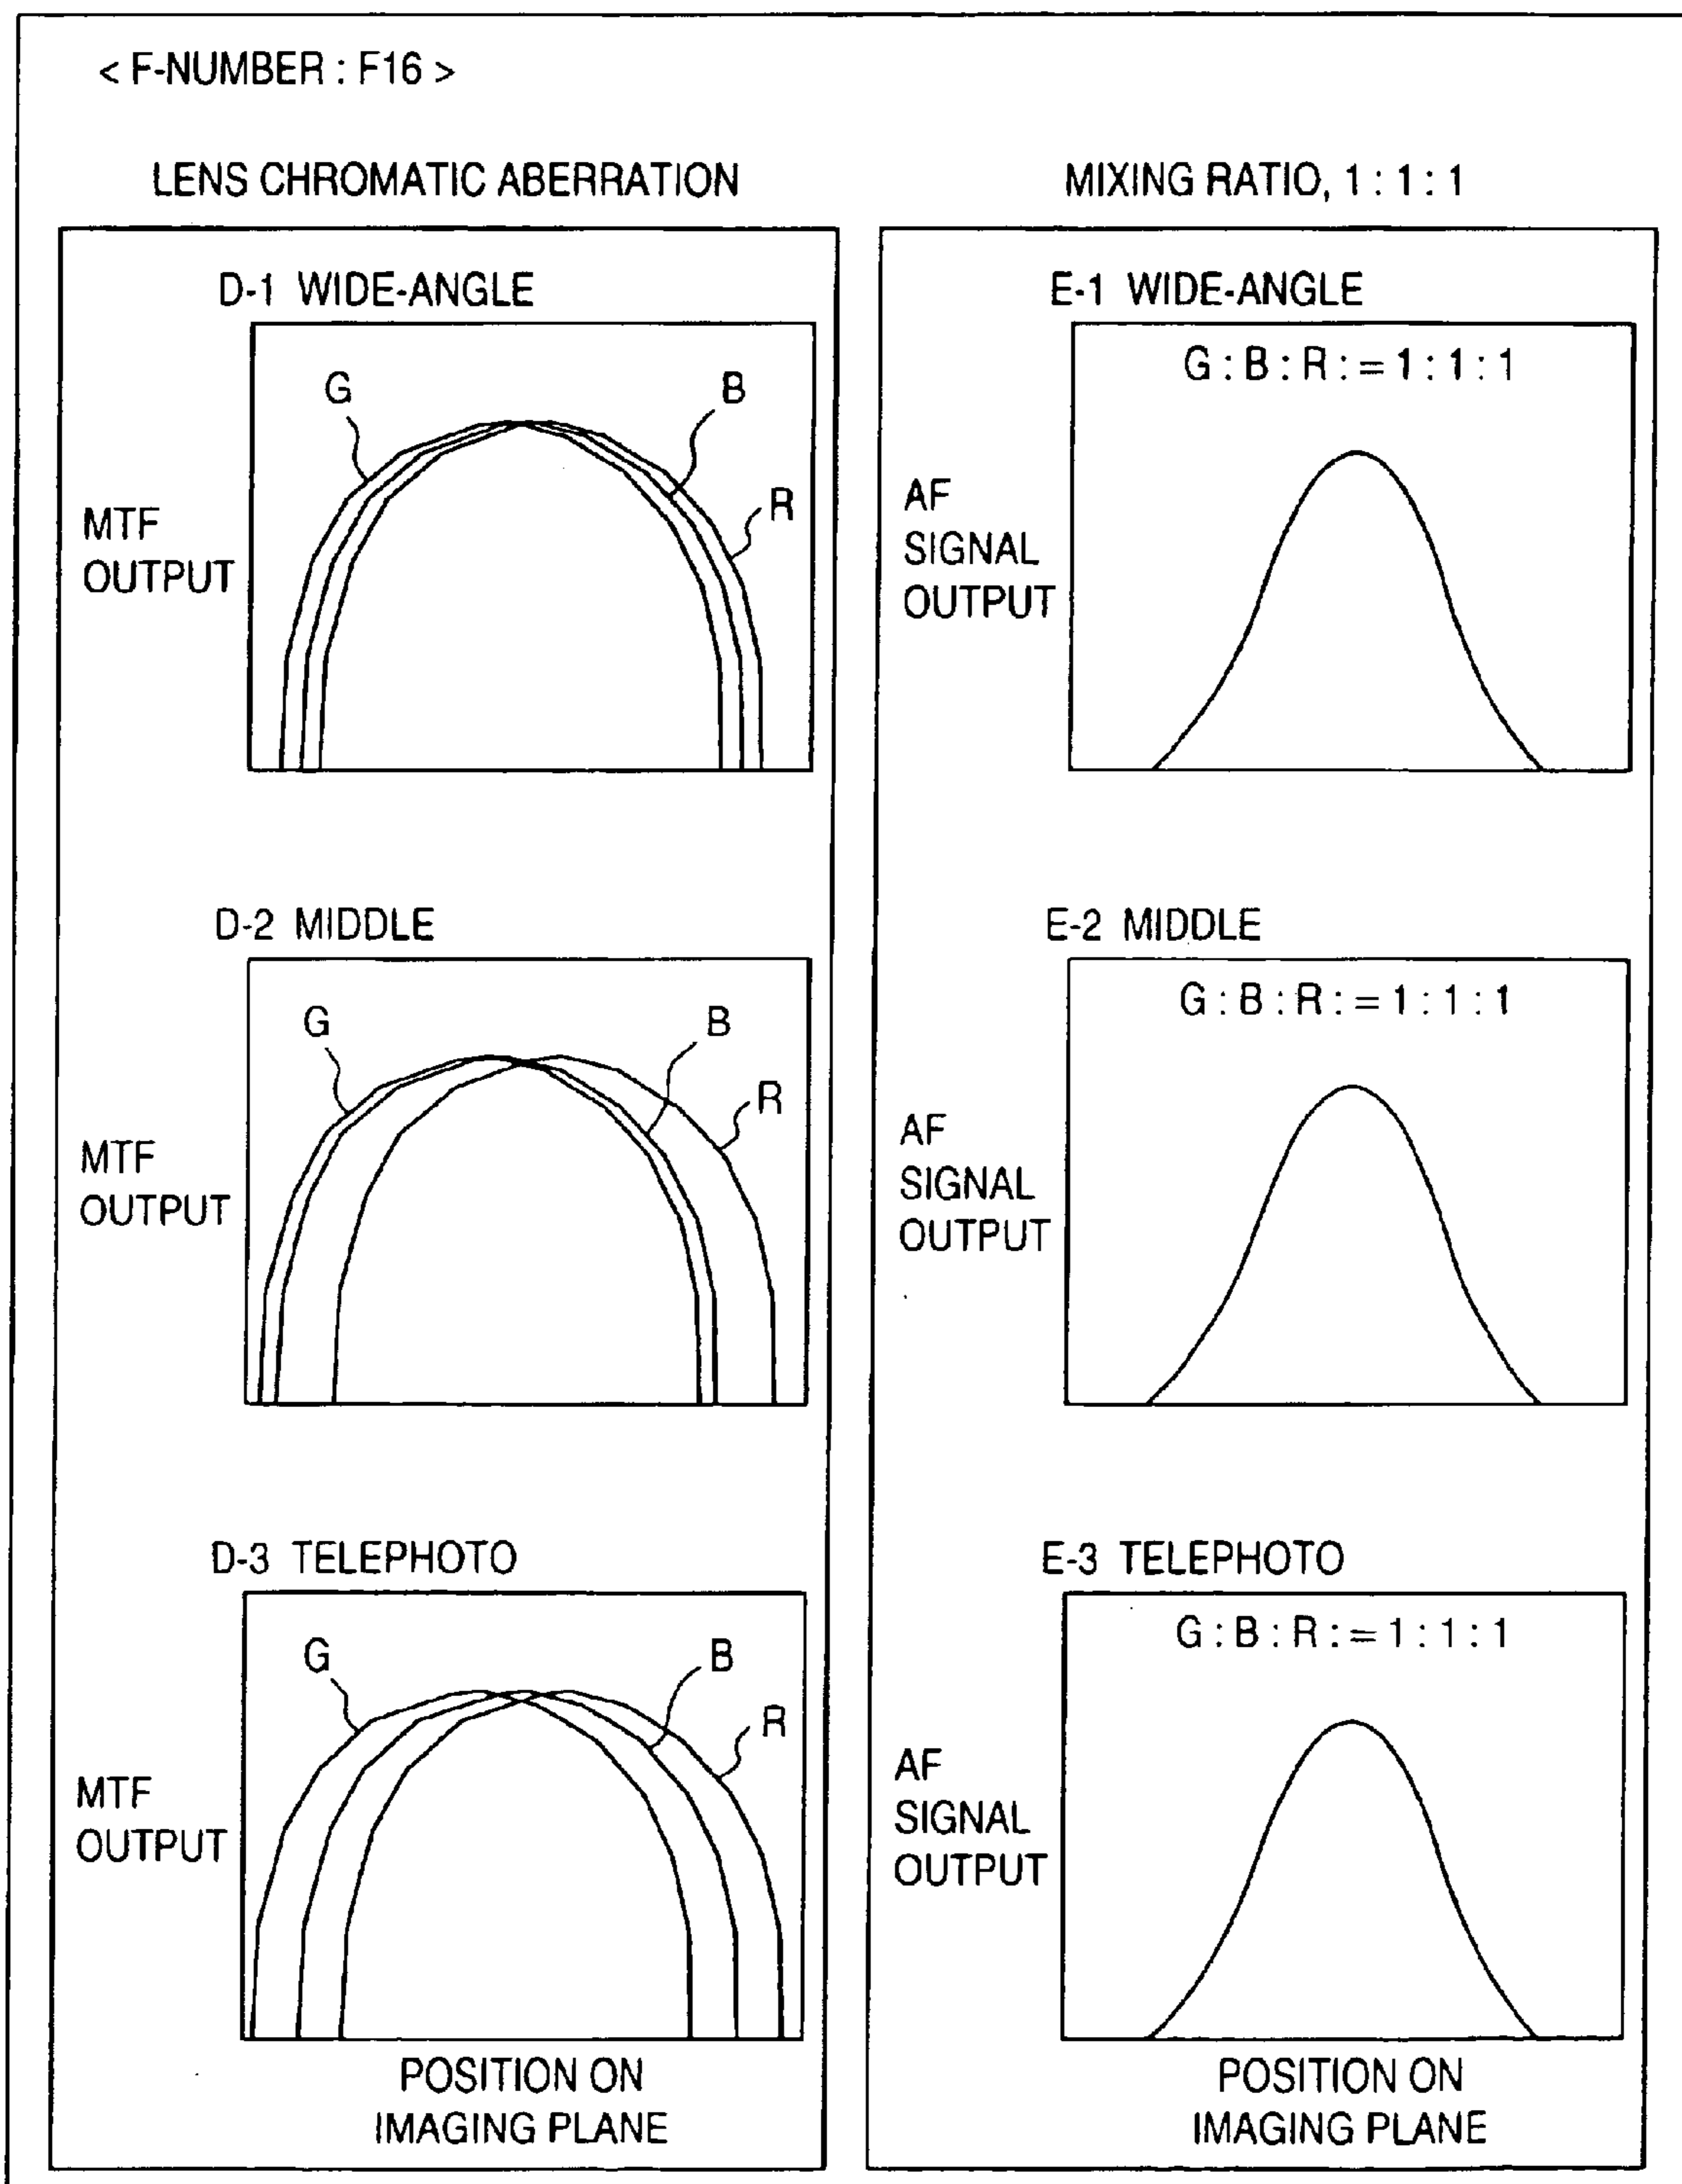 < F-NUMBER : F16 >
LENS CHROMATIC ABERRATION
D-1 WIDE-ANGLE
G
B
R
MTF
OUTPUT
D-2 MIDDLE
G
B
R
MTF
OUTPUT
D-3 TELEPHOTO
G
B
R
MTF
OUTPUT
POSITION ON
IMAGING PLANE
MIXING RATIO, 1 : 1 : 1
E-1 WIDE-ANGLE
G : B : R : = 1 : 1 : 1
AF
SIGNAL
OUTPUT
E-2 MIDDLE
G : B : R : = 1 : 1 : 1
AF
SIGNAL
OUTPUT
E-3 TELEPHOTO
G : B : R : = 1 : 1 : 1
AF
SIGNAL
OUTPUT
POSITION ON
IMAGING PLANE